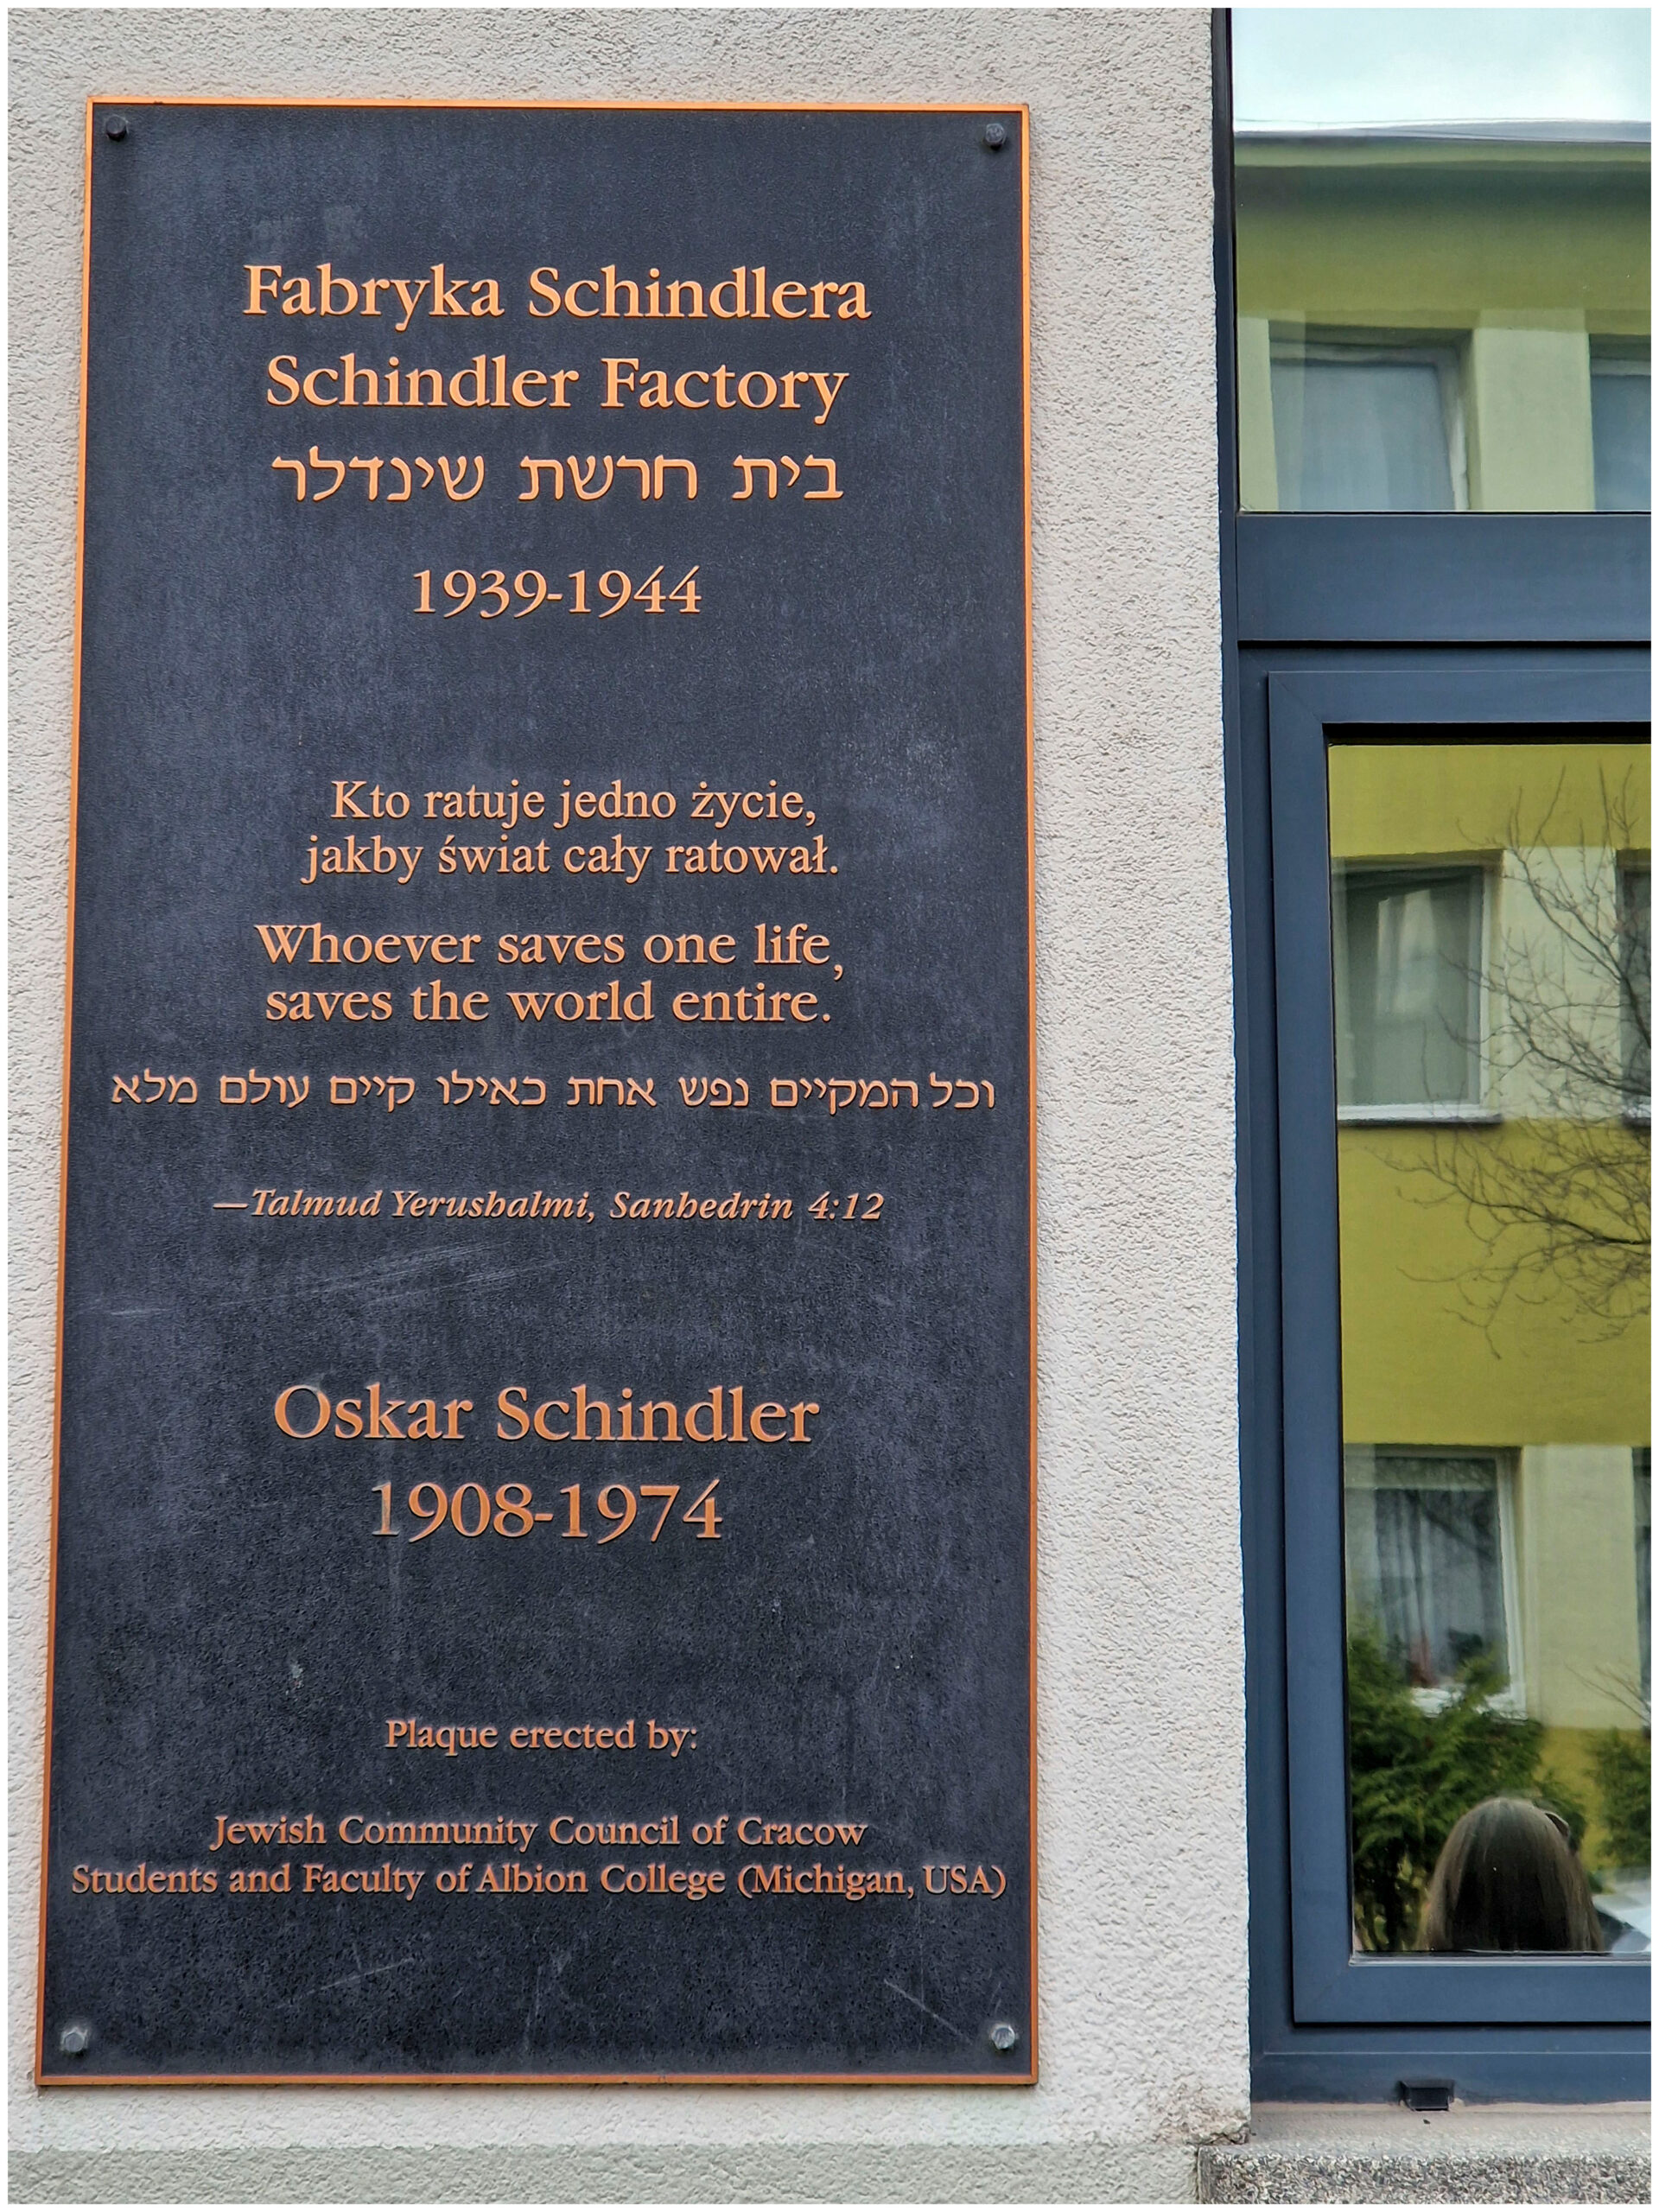 Fabryka Schindlera
Schindler Factory
בית חרשת שינדלר
1939-1944
Kto ratuje jedno życie,
jakby świat cały ratował.
Whoever saves one life,
saves the world entire.
וכל המקיים נפש אחת כאילו קיים עולם מלא
—Talmud Yerushalmi, Sanhedrin 4:12
Oskar Schindler
1908-1974
Plaque erected by:
Jewish Community Council of Cracow
Students and Faculty of Albion College (Michigan, USA)